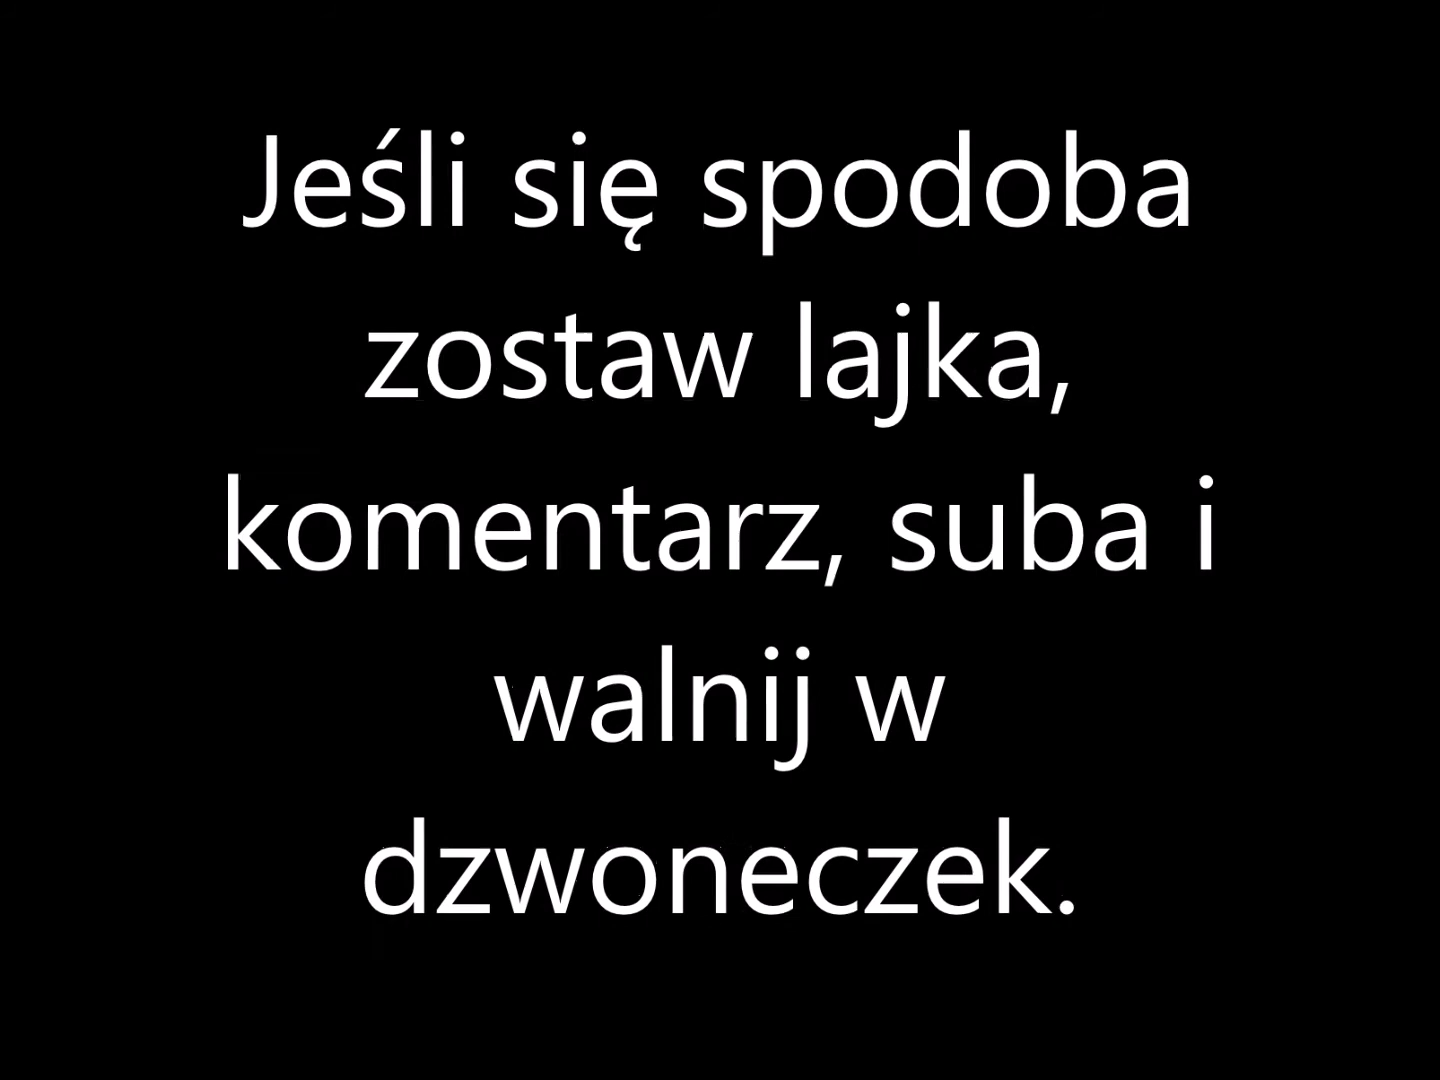 Jeśli się spodoba
zostaw lajka,
komentarz, suba i
walnij w
dzwoneczek.